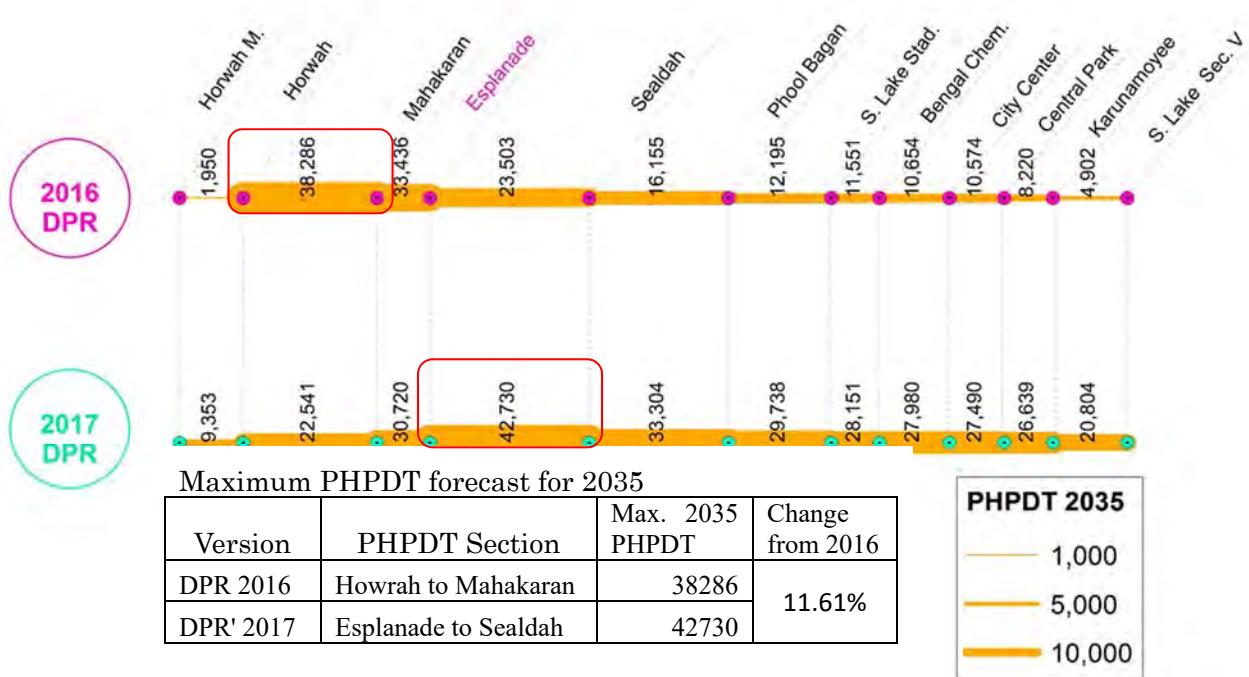 Horwah M.
Horwah
Mahakaran
Esplanade
Sealdah
Phool Bagan
S. Lake Stad.
Bengal Chem.
City Center
Central Park
Karunamoyee
S. Lake Sec. V
2016
DPR
1,950
38,286
33,436
23,503
16,155
12,195
11,551
10,654
10,574
8,220
4,902
2017
DPR
9,353
22,541
30,720
42,730
33,304
29,738
28,151
27,980
27,490
26,639
20,804
Maximum PHPDT forecast for 2035
Version PHPDT Section Max. 2035 PHPDT Change from 2016
DPR 2016 Howrah to Mahakaran 38286 11.61%
DPR' 2017 Esplanade to Sealdah 42730
PHPDT 2035
1,000
5,000
10,000